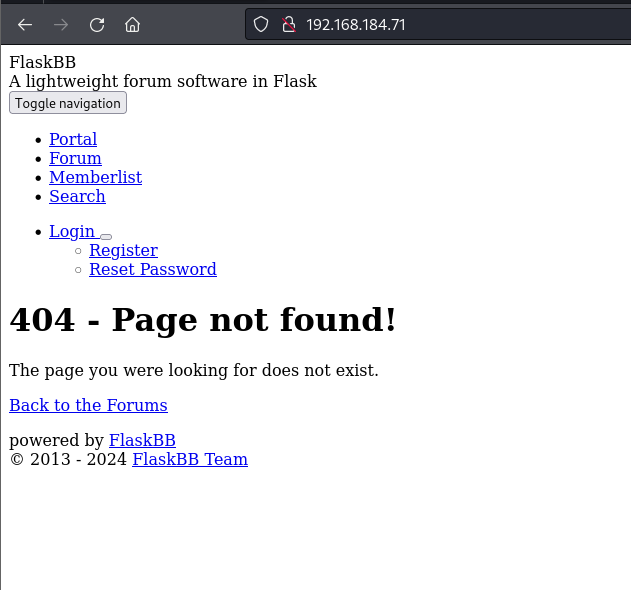 192.168.184.71
FlaskBB
A lightweight forum software in Flask
Toggle navigation
Portal
Forum
Memberlist
Search
Login
Register
Reset Password
404 - Page not found!
The page you were looking for does not exist.
Back to the Forums
powered by FlaskBB
© 2013 - 2024 FlaskBB Team